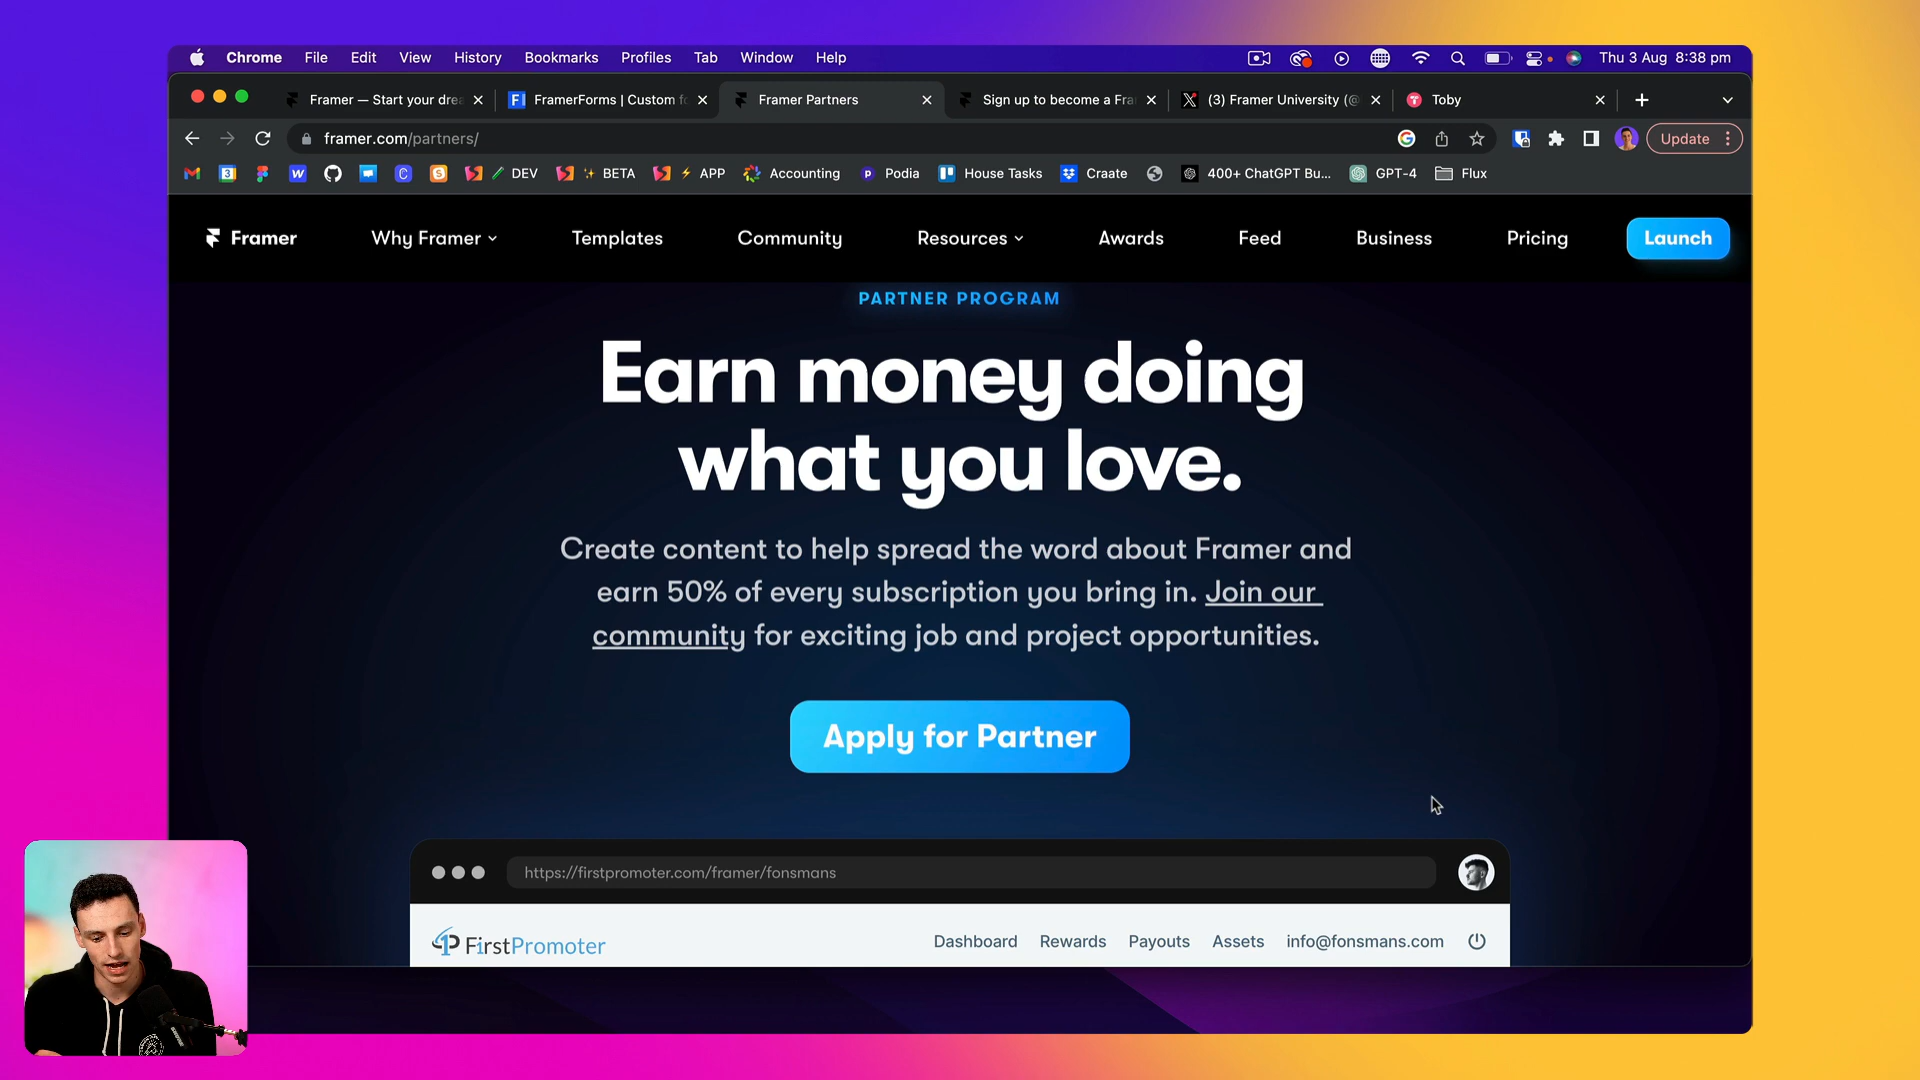 Chrome File Edit View History Bookmarks Profiles Tab Window Help Thu 3 Aug 8:38 pm
Framer — Start your drea FramerForms | Custom fo Framer Partners Sign up to become a Fra (3) Framer University (@ Toby
framer.com/partners/ Update
DEV BETA APP Accounting Podia House Tasks Craate 400+ ChatGPT Bu... GPT-4 Flux
Framer Why Framer Templates Community Resources Awards Feed Business Pricing Launch
PARTNER PROGRAM
Earn money doing
what you love.
Create content to help spread the word about Framer and
earn 50% of every subscription you bring in. Join our
community for exciting job and project opportunities.
Apply for Partner
https://firstpromoter.com/framer/fonsmans
FirstPromoter Dashboard Rewards Payouts Assets info@fonsmans.com